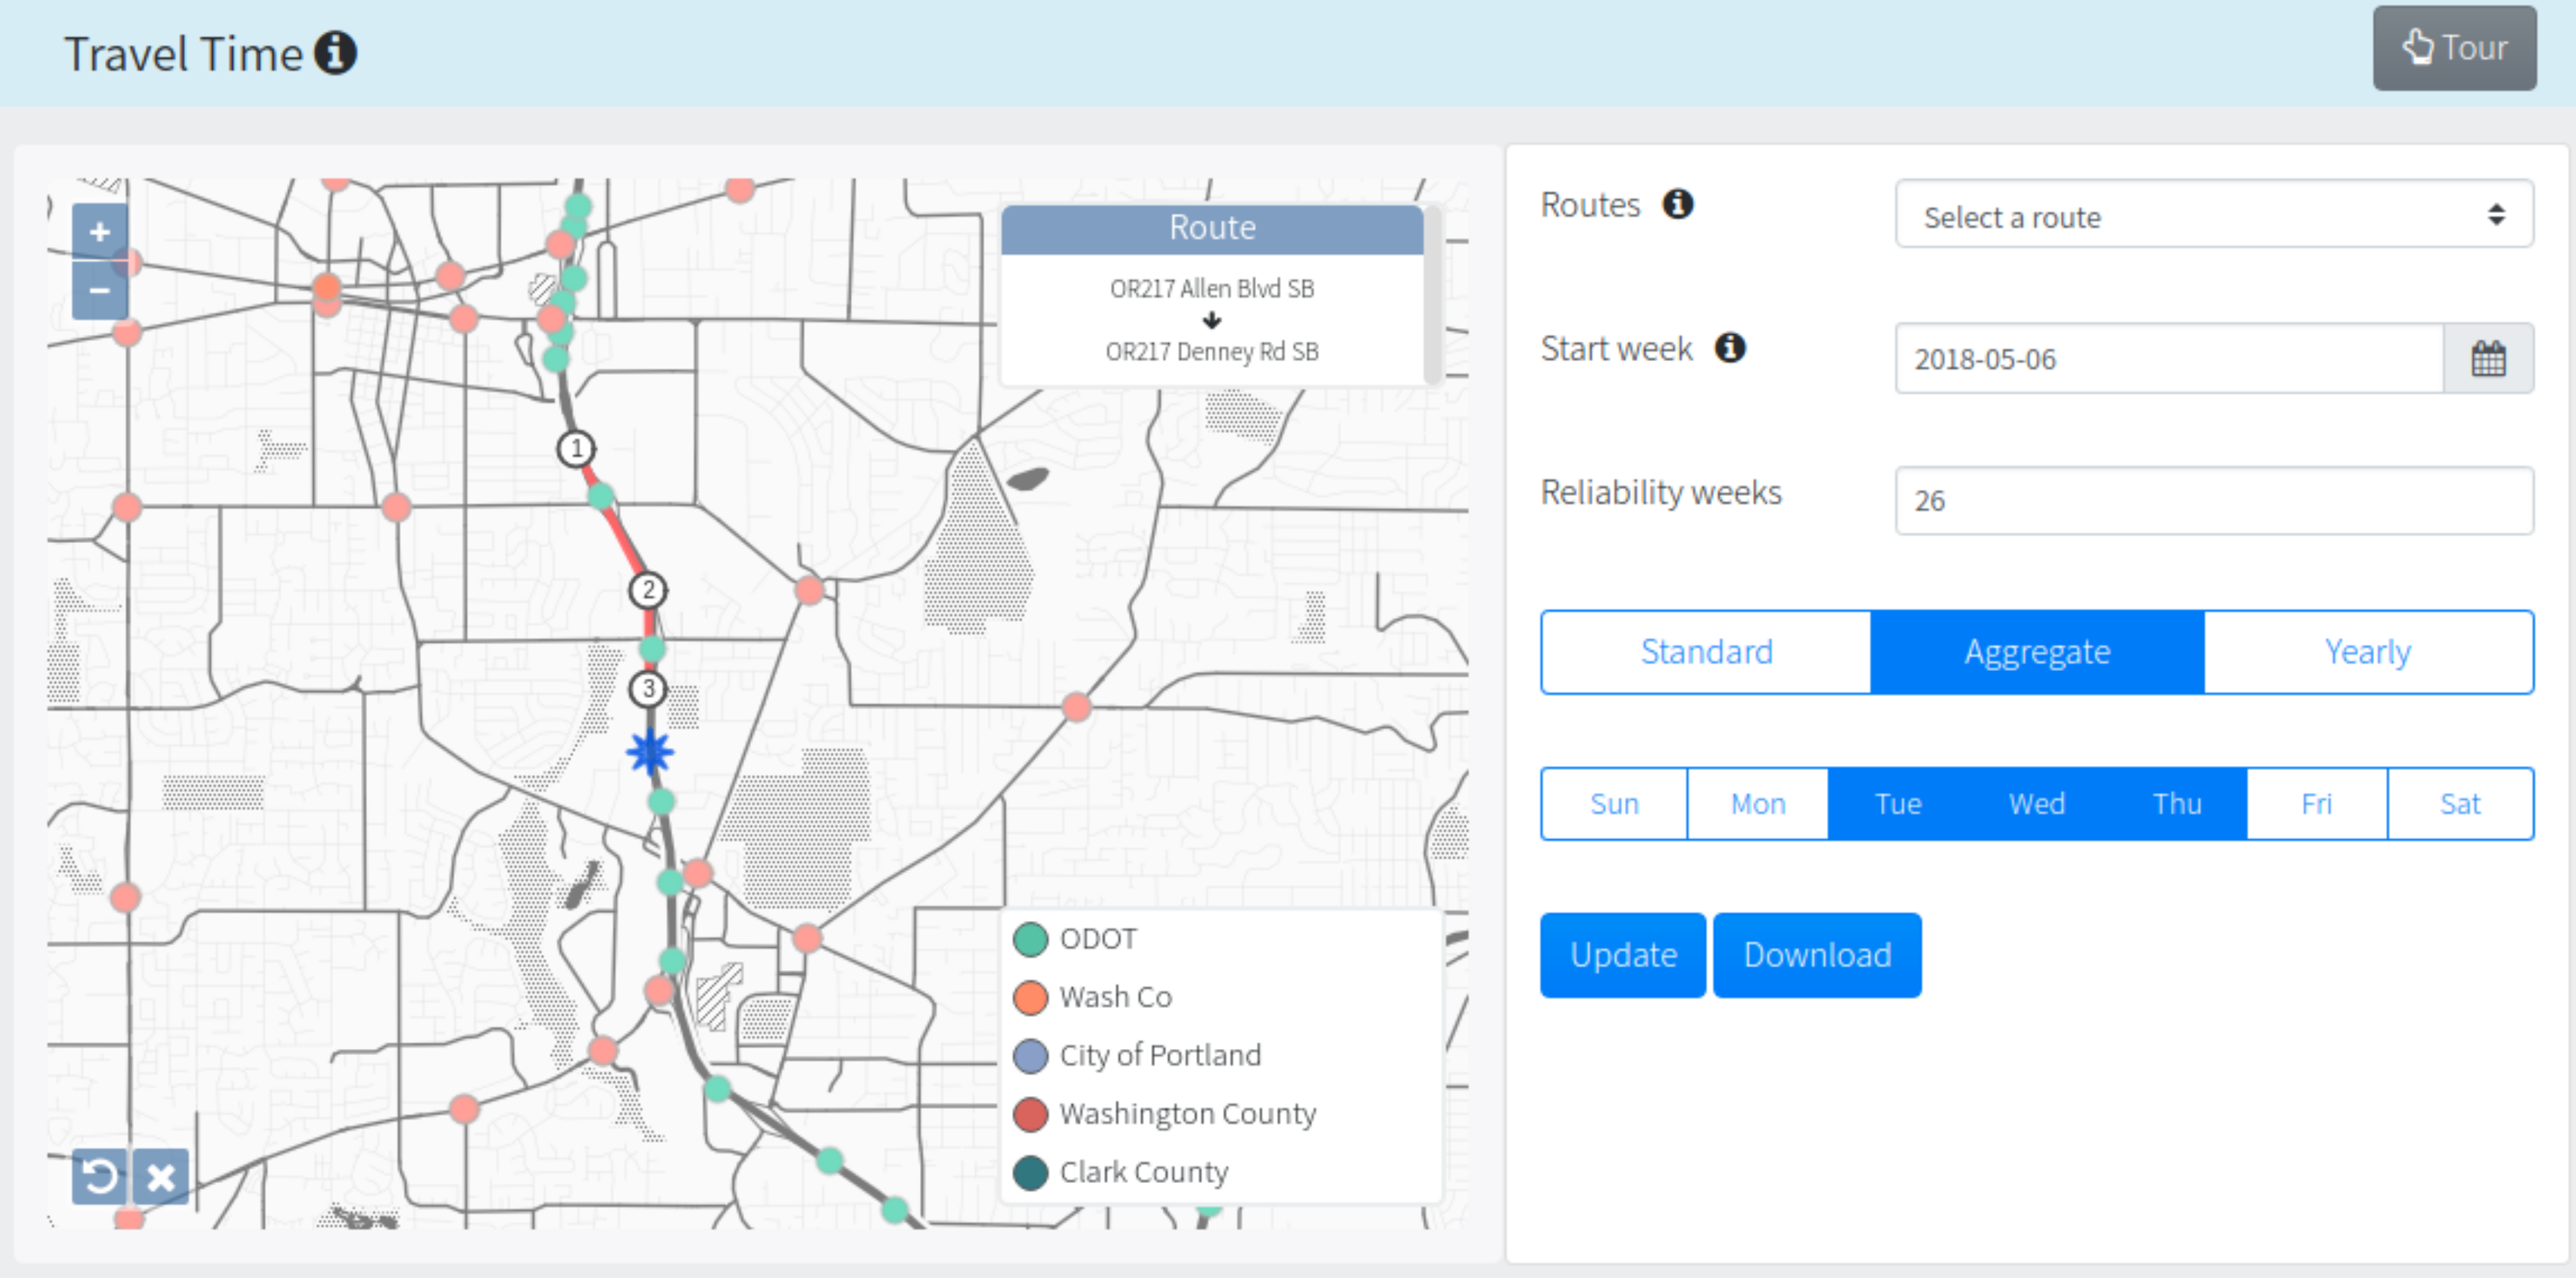 Travel Time
Tour
+
−
Route
OR217 Allen Blvd SB
OR217 Denney Rd SB
1
2
3
ODOT
Wash Co
City of Portland
Washington County
Clark County
Routes
Select a route
Start week
2018-05-06
Reliability weeks
26
Standard Aggregate Yearly
Sun Mon Tue Wed Thu Fri Sat
Update Download